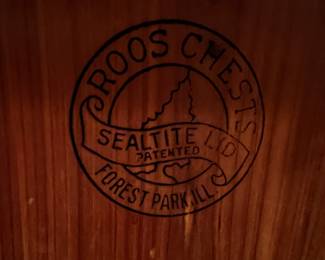 ROOS CHESTS
SEALTITE LID
PATENTED
FOREST PARK, ILL.